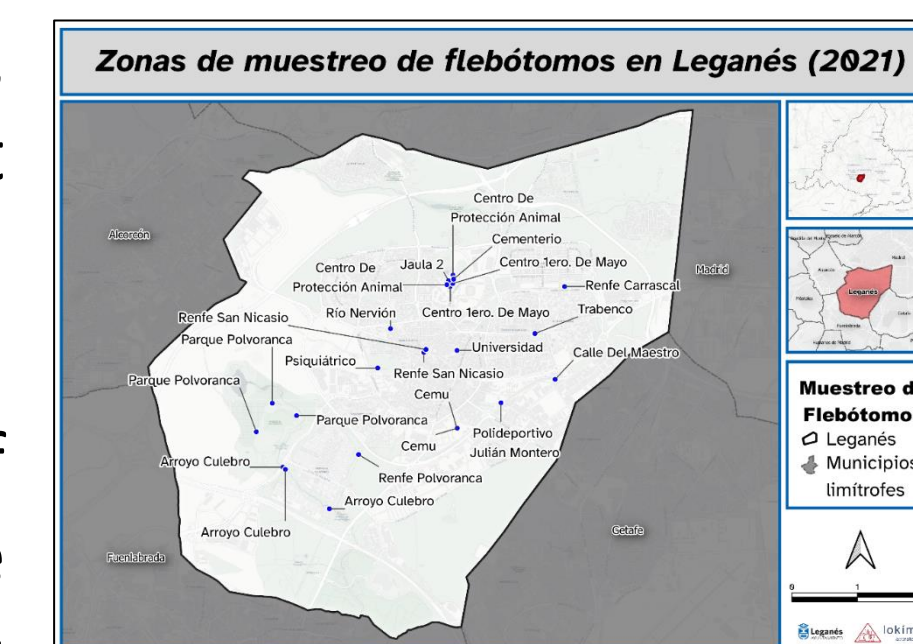 Zonas de muestreo de flebótomos en Leganés (2021)
Alcorcón
Madrid
Getafe
Fuenlabrada
Centro De
Protección Animal
Cementerio
Jaula 2
Centro 1ero. De Mayo
Centro De
Protección Animal
Renfe Carrascal
Río Nervión
Centro 1ero. De Mayo
Trabenco
Renfe San Nicasio
Parque Polvoranca
Universidad
Calle Del Maestro
Psiquiátrico
Renfe San Nicasio
Parque Polvoranca
Cemu
Parque Polvoranca
Polideportivo
Julián Montero
Cemu
Arroyo Culebro
Renfe Polvoranca
Arroyo Culebro
Arroyo Culebro
Leganés
Muestreo d
Flebótomo
Leganés
Municipios
limítrofes
0 1
Leganés
lokim